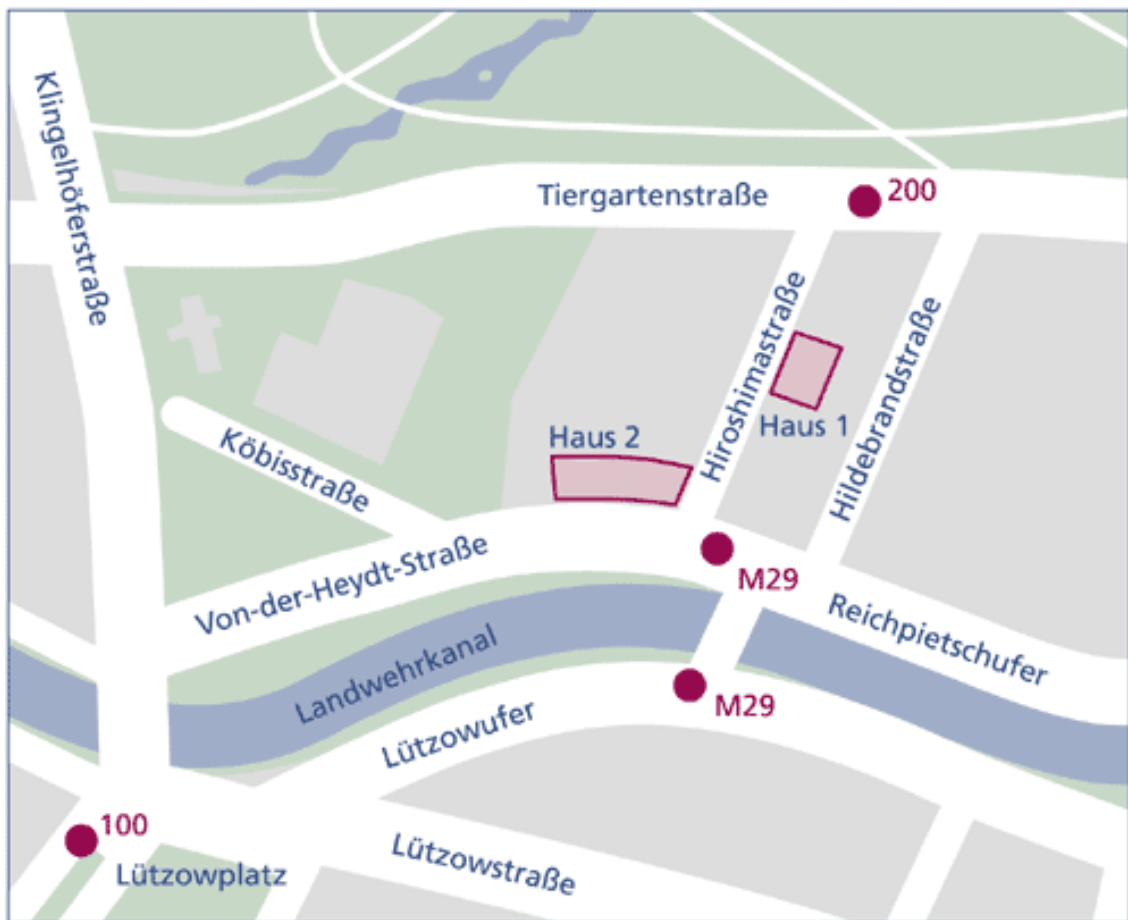 Klingelhöferstraße
Tiergartenstraße
200
Hiroshimastraße
Hildebrandstraße
Haus 1
Haus 2
Köbisstraße
Von-der-Heydt-Straße
M29
Reichpietschufer
Landwehrkanal
M29
Lützowufer
100
Lützowstraße
Lützowplatz